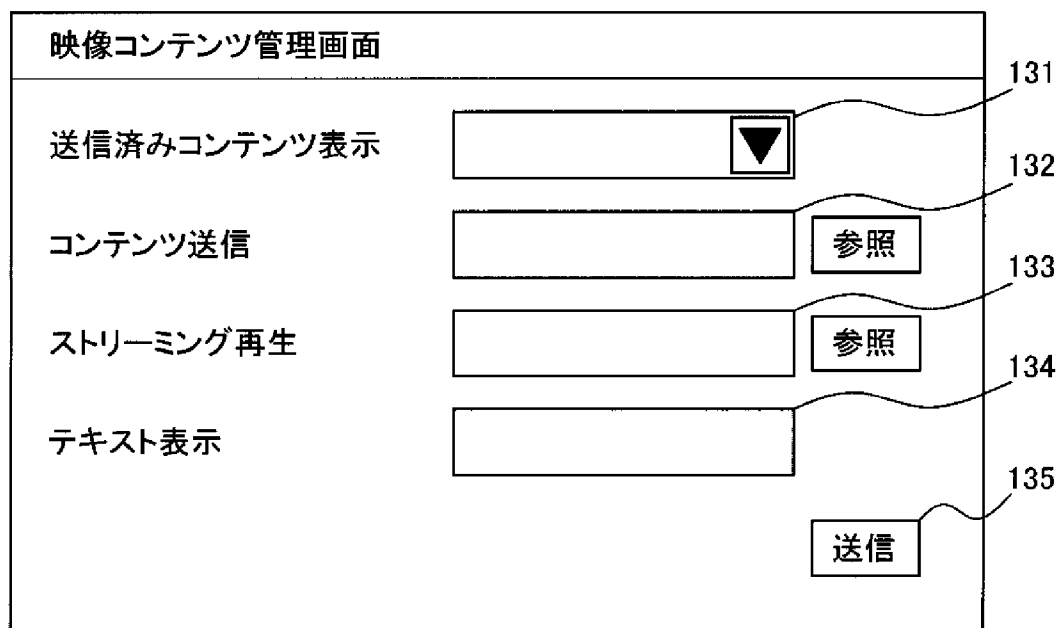 映像コンテンツ管理画面
131
送信済みコンテンツ表示
▼
132
コンテンツ送信
参照
133
ストリーミング再生
参照
134
テキスト表示
135
送信